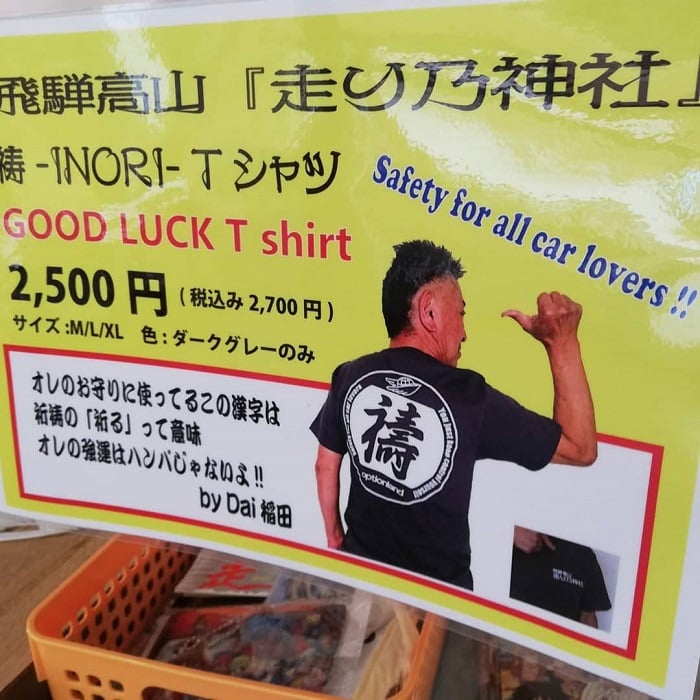 飛騨高山『走り乃神社』
祷 -INORI- Tシャツ
GOOD LUCK T shirt
Safety for all car lovers !!
2,500 円 ( 税込み 2,700 円 )
サイズ :M/L/XL 色 : ダークグレーのみ
オレのお守りに使ってるこの漢字は
祈祷の「祈る」って意味
オレの強運はハンパじゃないよ !!
by Dai 稲田
祷
optionland
走